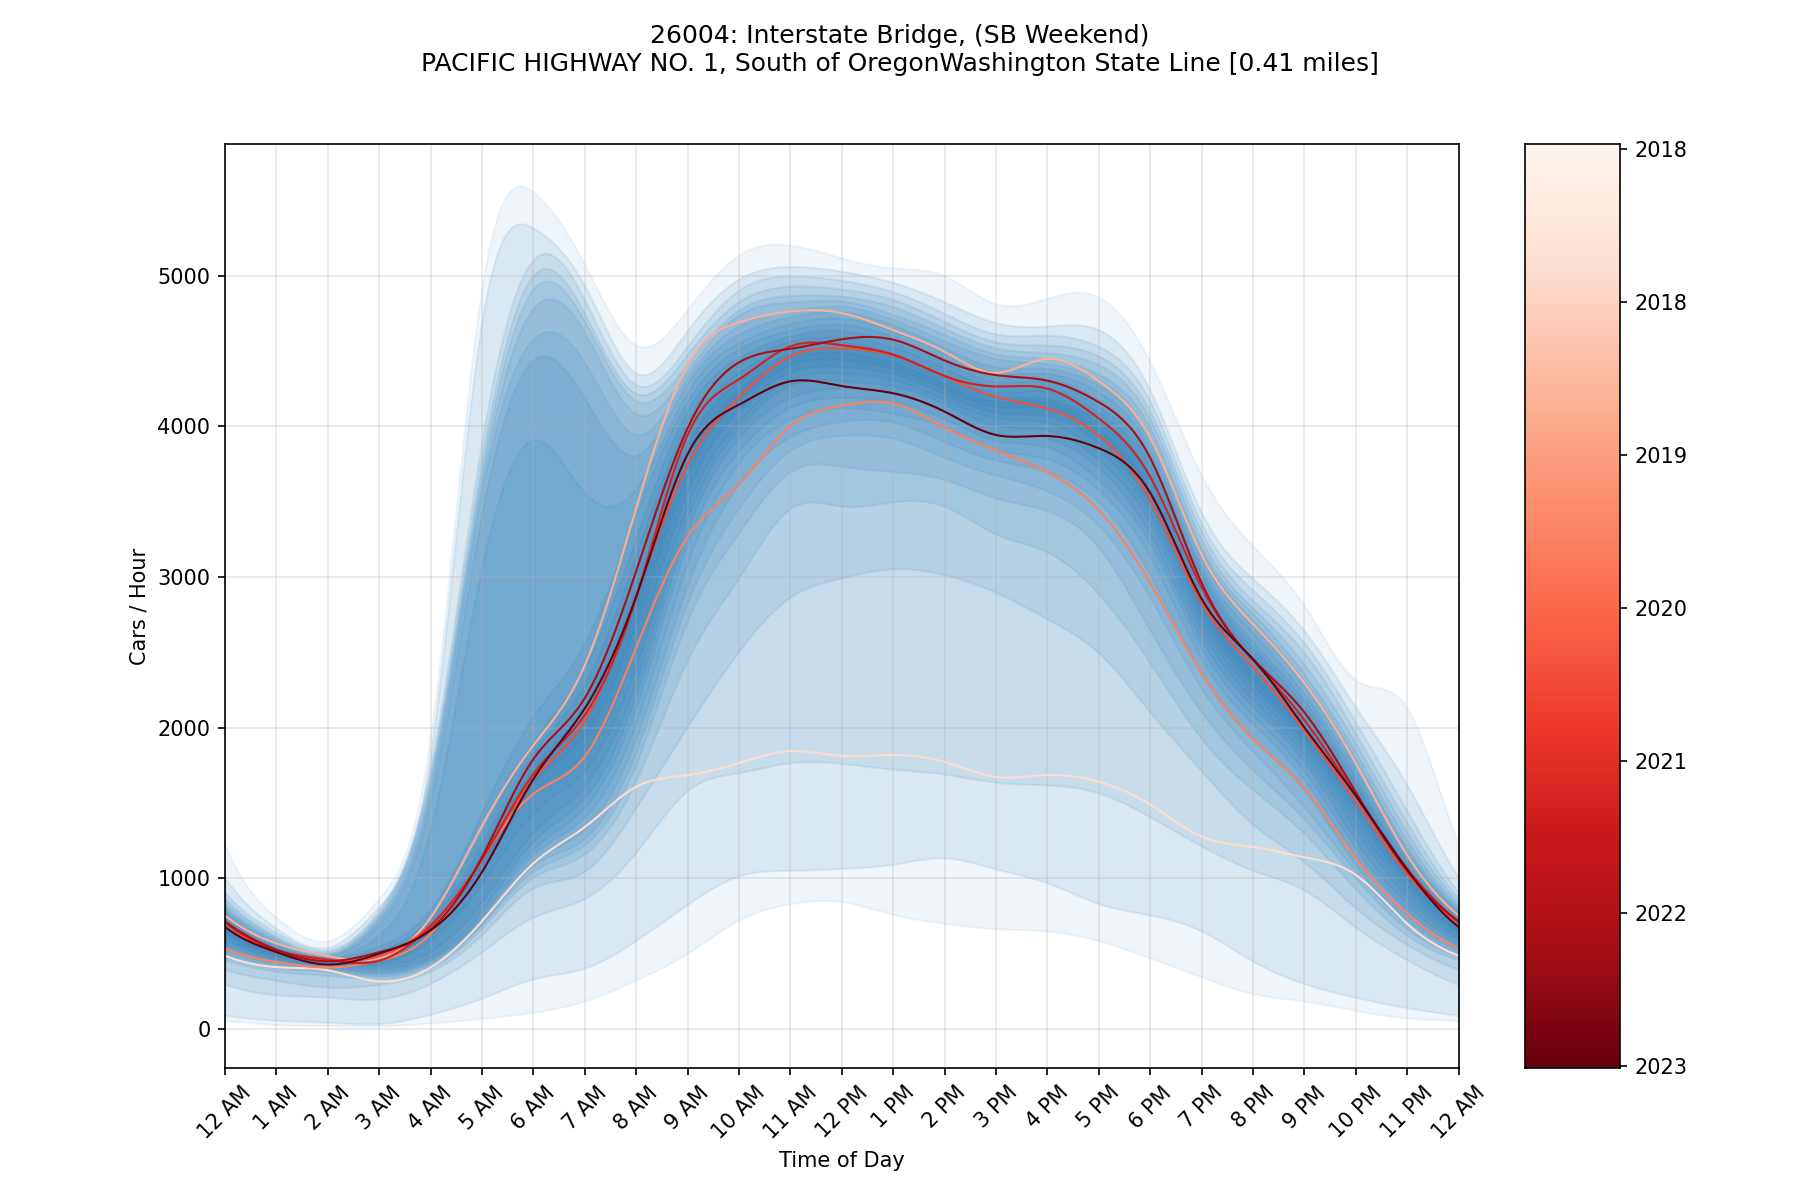 26004: Interstate Bridge, (SB Weekend)
PACIFIC HIGHWAY NO. 1, South of OregonWashington State Line [0.41 miles]
Cars / Hour
5000
4000
3000
2000
1000
0
12 AM
1 AM
2 AM
3 AM
4 AM
5 AM
6 AM
7 AM
8 AM
9 AM
10 AM
11 AM
12 PM
1 PM
2 PM
3 PM
4 PM
5 PM
6 PM
7 PM
8 PM
9 PM
10 PM
11 PM
12 AM
Time of Day
2018
2018
2019
2020
2021
2022
2023